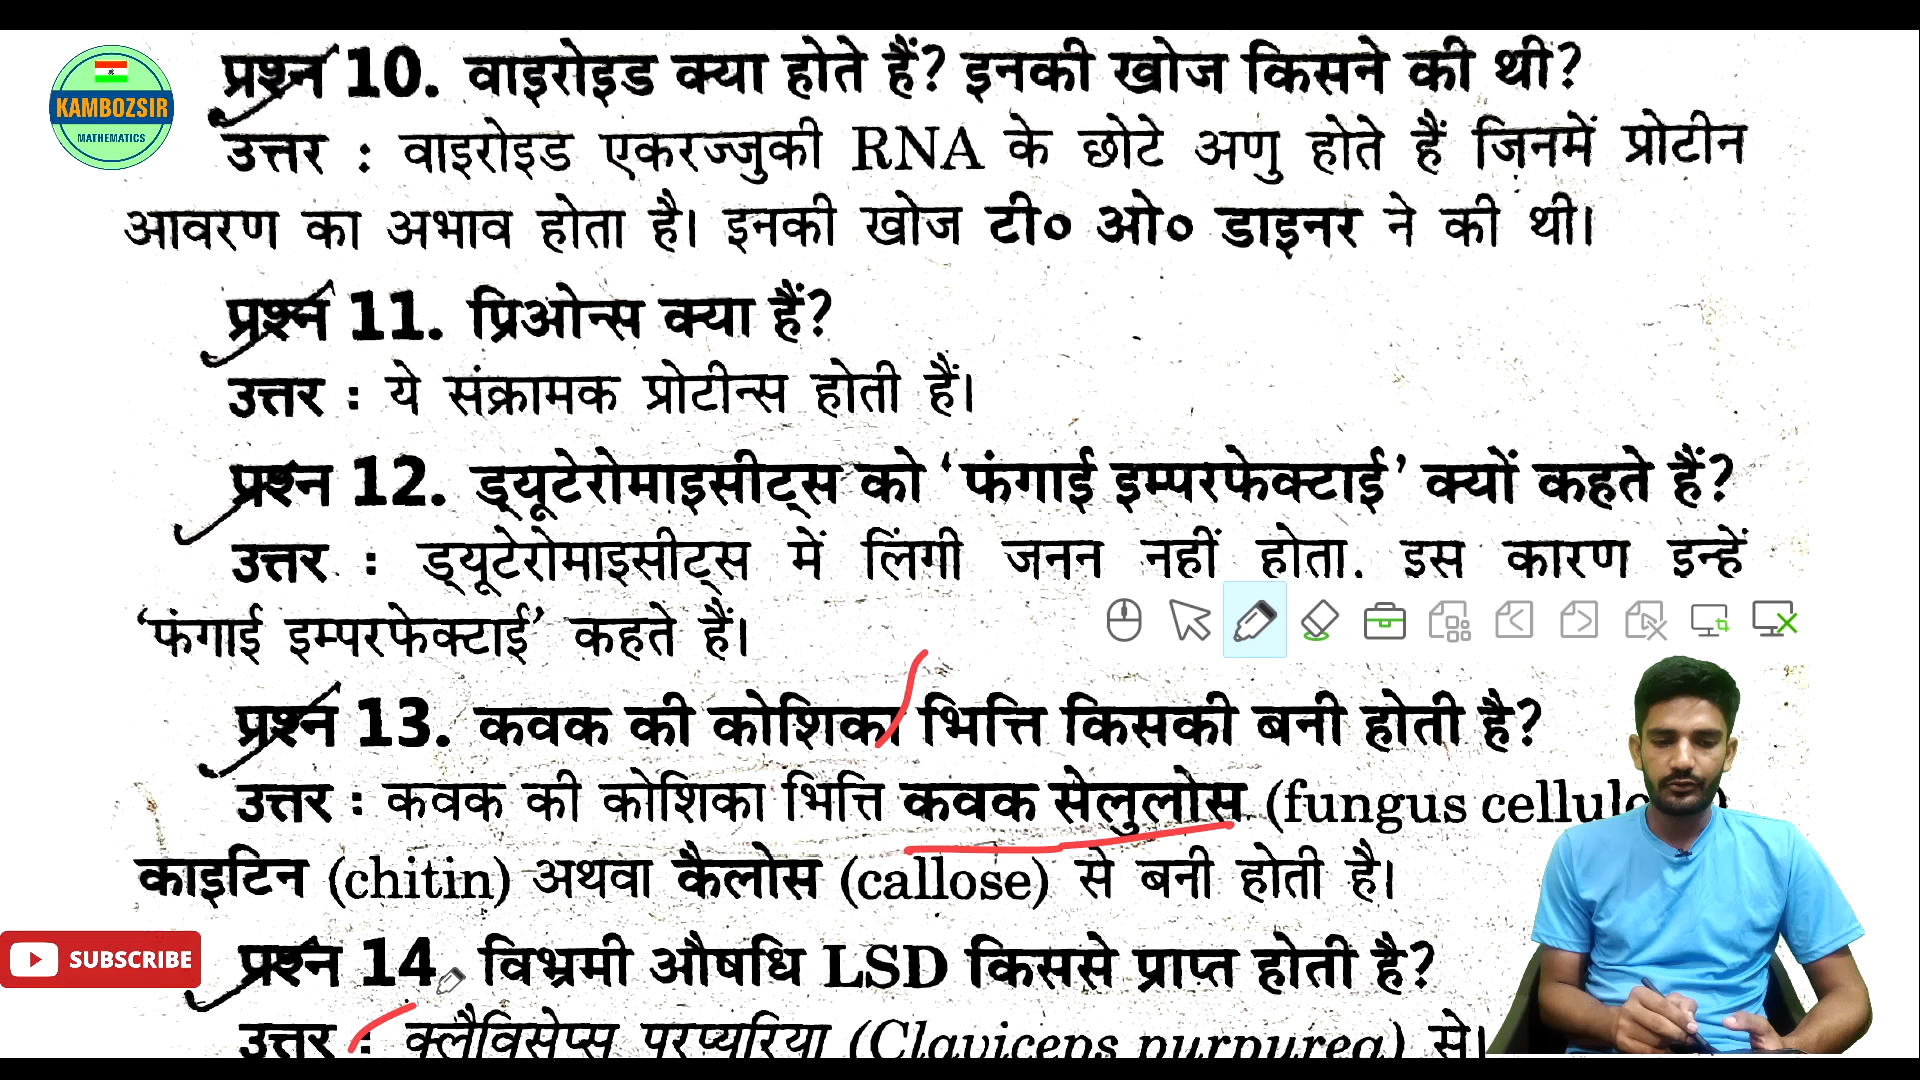 KAMBOZSIR
MATHEMATICS
प्रश्न 10. वाइरोइड क्या होते हैं? इनकी खोज किसने की थी?
उत्तर : वाइरोइड एकरज्जुकी RNA के छोटे अणु होते हैं जिनमें प्रोटीन
आवरण का अभाव होता है। इनकी खोज टी० ओ० डाइनर ने की थी।
प्रश्न 11. प्रिओन्स क्या हैं?
उत्तर : ये संक्रामक प्रोटीन्स होती हैं।
प्रश्न 12. ड्यूटेरोमाइसीट्स को ‘फंगाई इम्परफेक्टाई’ क्यों कहते हैं?
उत्तर : ड्यूटेरोमाइसीट्स में लिंगी जनन नहीं होता, इस कारण इन्हें
‘फंगाई इम्परफेक्टाई’ कहते हैं।
प्रश्न 13. कवक की कोशिका भित्ति किसकी बनी होती है?
उत्तर : कवक की कोशिका भित्ति कवक सेलुलोस (fungus
काइटिन (chitin) अथवा कैलोस (callose) से बनी होती है।
प्रश्न 14. विभ्रमी औषधि LSD किससे प्राप्त होती है?
उत्तर : क्लैविसेप्स परप्यूरिया (Claviceps purpurea) से।
SUBSCRIBE